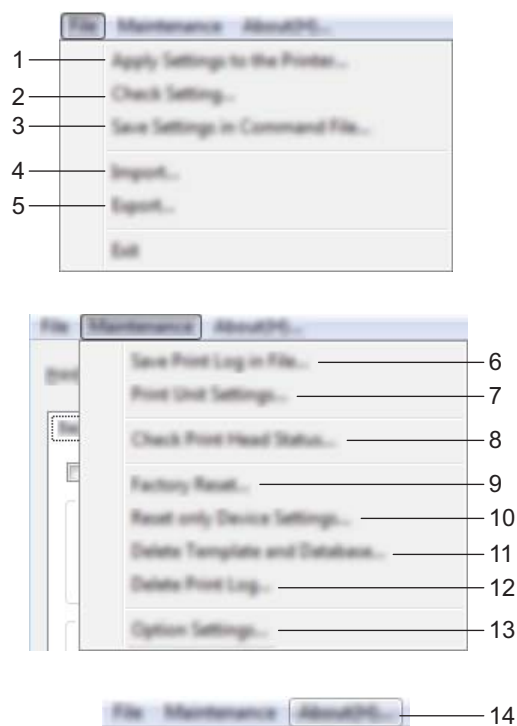 File Maintenance About(H)...
1 Apply Settings to the Printer...
2 Check Setting...
3 Save Settings in Command File...
4 Import...
5 Export...
Exit
File Maintenance About(H)...
Save Print Log in File... 6
Print Unit Settings... 7
Check Print Head Status... 8
Factory Reset... 9
Reset only Device Settings... 10
Delete Template and Database... 11
Delete Print Log... 12
Option Settings... 13
File Maintenance About(H)... 14